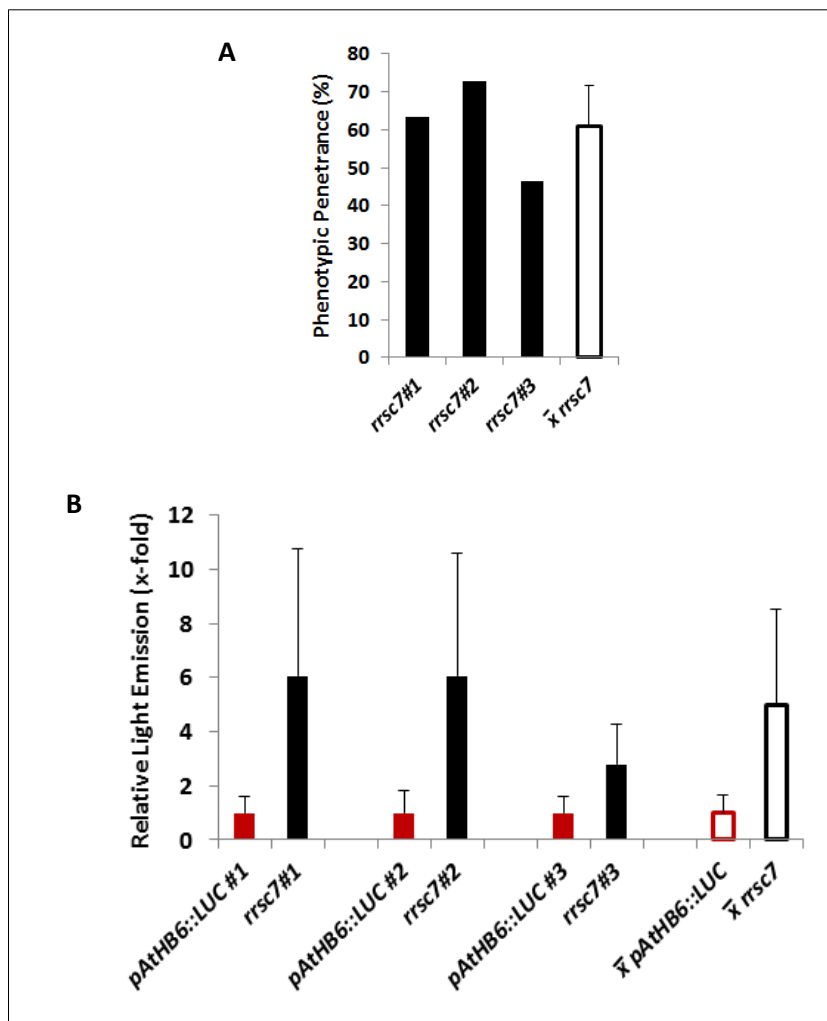 A
Phenotypic Penetrance (%)
80
70
60
50
40
30
20
10
0
rrsc7#1
rrsc7#2
rrsc7#3
x̄ rrsc7
B
Relative Light Emission (x-fold)
12
10
8
6
4
2
0
pAtHB6::LUC #1
rrsc7#1
pAtHB6::LUC #2
rrsc7#2
pAtHB6::LUC #3
rrsc7#3
x̄ pAtHB6::LUC
x̄ rrsc7